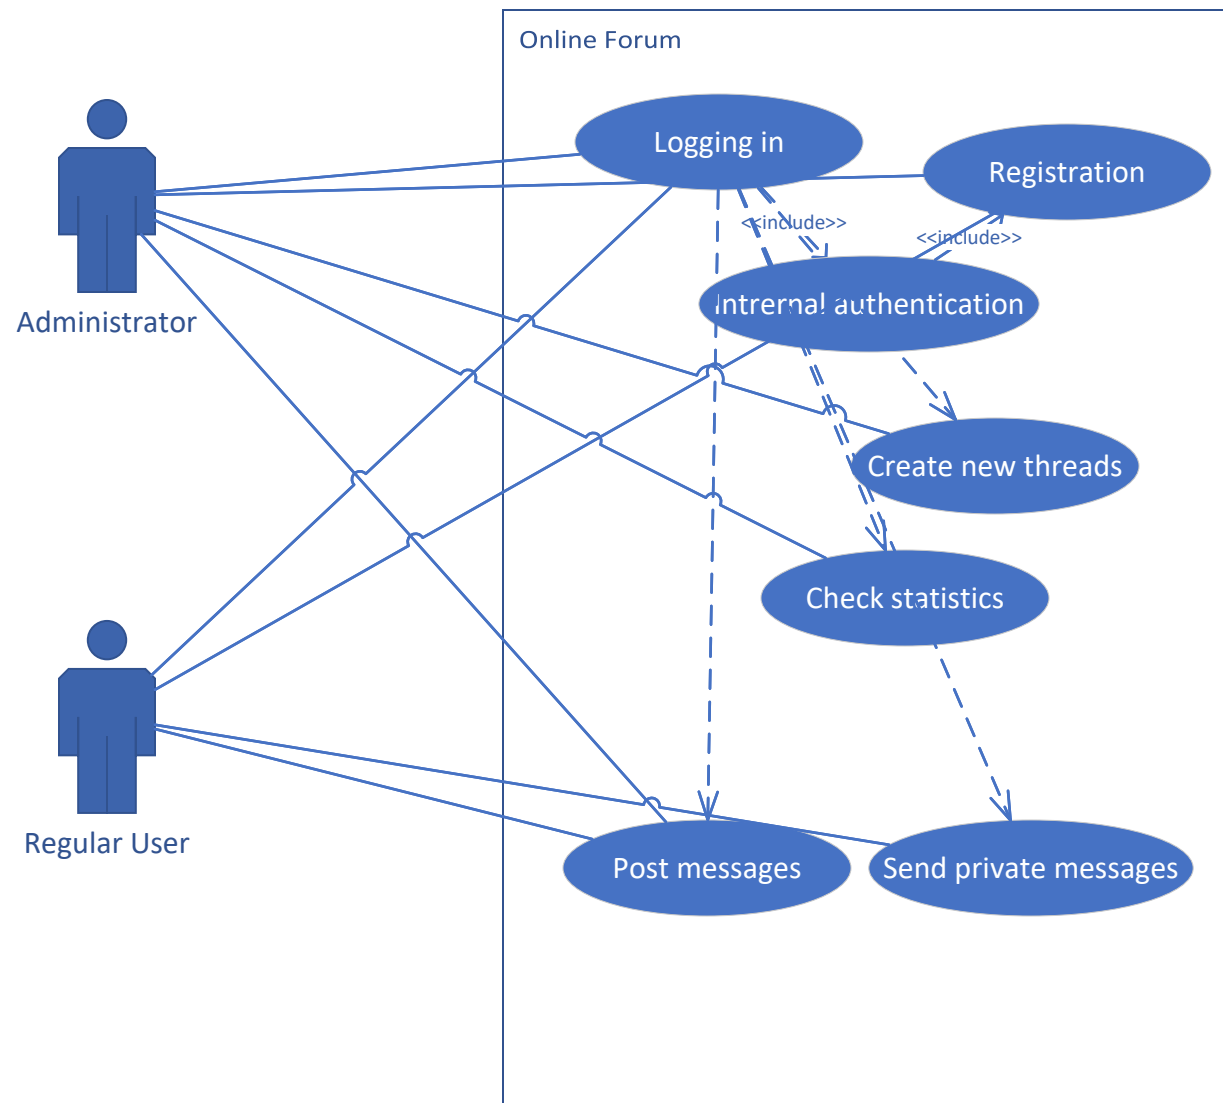 Online Forum
Logging in
Registration
<<include>>
<<include>>
Intrernal authentication
Administrator
Create new threads
Check statistics
Regular User
Post messages
Send private messages